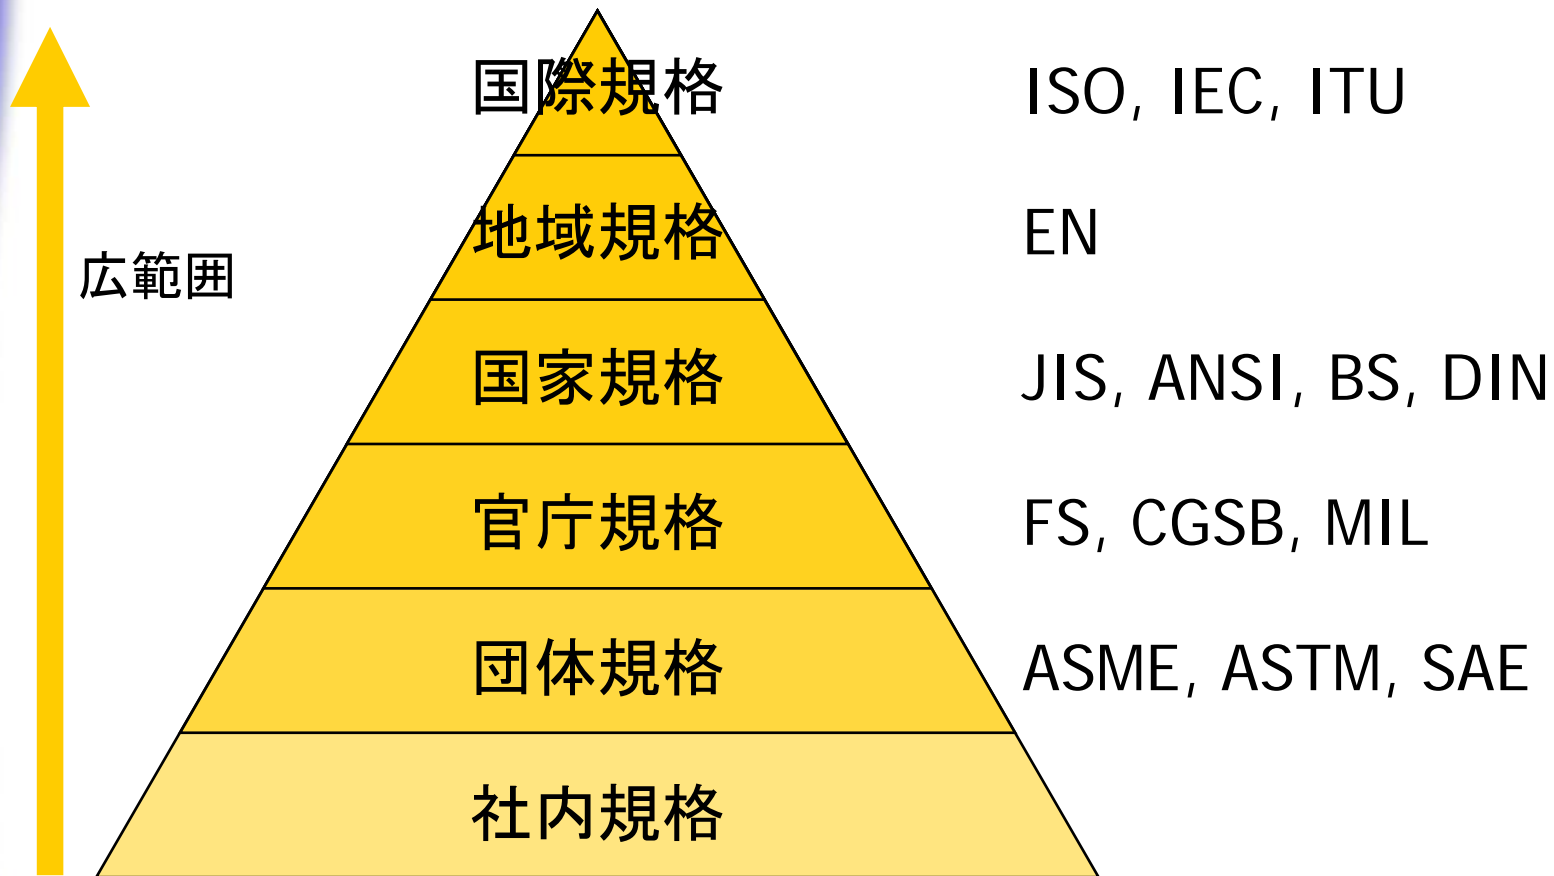 国際規格 ISO, IEC, ITU
地域規格 EN
広範囲
国家規格 JIS, ANSI, BS, DIN
官庁規格 FS, CGSB, MIL
団体規格 ASME, ASTM, SAE
社内規格